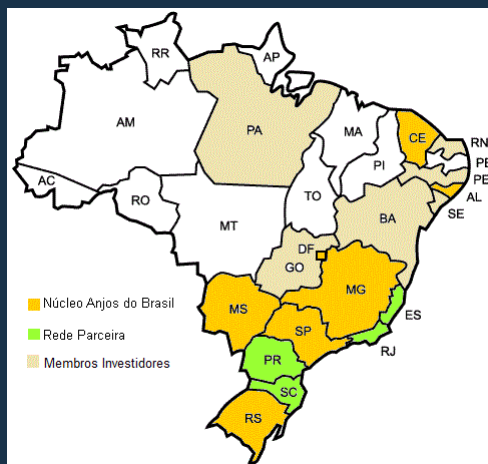 RR
AP
AM
PA
MA
CE
RN
PB
PI
PE
AC
AL
RO
TO
SE
BA
MT
DF
GO
MG
MS
ES
Núcleo Anjos do Brasil
SP
Rede Parceira
RJ
PR
Membros Investidores
SC
RS